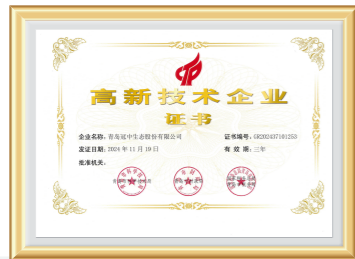 高新技术企业
证书
企业名称：青岛冠中生态股份有限公司
证书编号：GR202437101253
发证日期：2024 年 11 月 19 日
有 效 期：三年
批准机关：